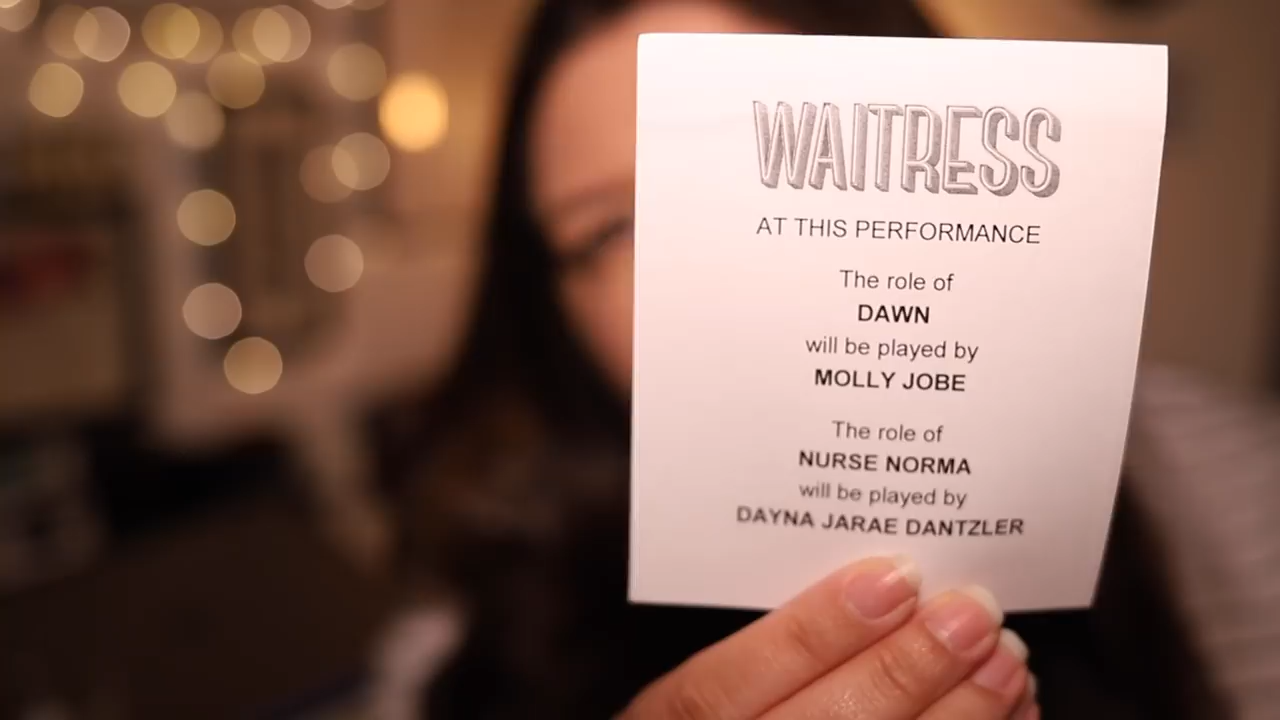 WAITRESS
AT THIS PERFORMANCE
The role of
DAWN
will be played by
MOLLY JOBE
The role of
NURSE NORMA
will be played by
DAYNA JARAE DANTZLER